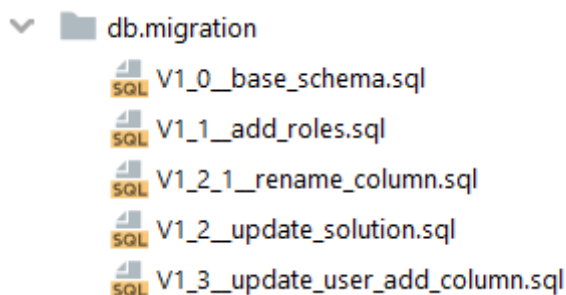 db.migration
SQL V1_0__base_schema.sql
SQL V1_1__add_roles.sql
SQL V1_2_1__rename_column.sql
SQL V1_2__update_solution.sql
SQL V1_3__update_user_add_column.sql